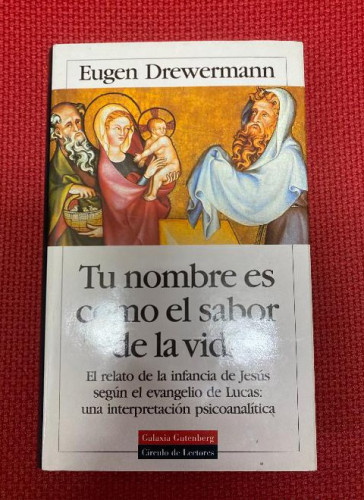 Eugen Drewermann
Tu nombre es
como el sabor
de la vida
El relato de la infancia de Jesús
según el evangelio de Lucas:
una interpretación psicoanalítica
Galaxia Gutenberg
Círculo de Lectores